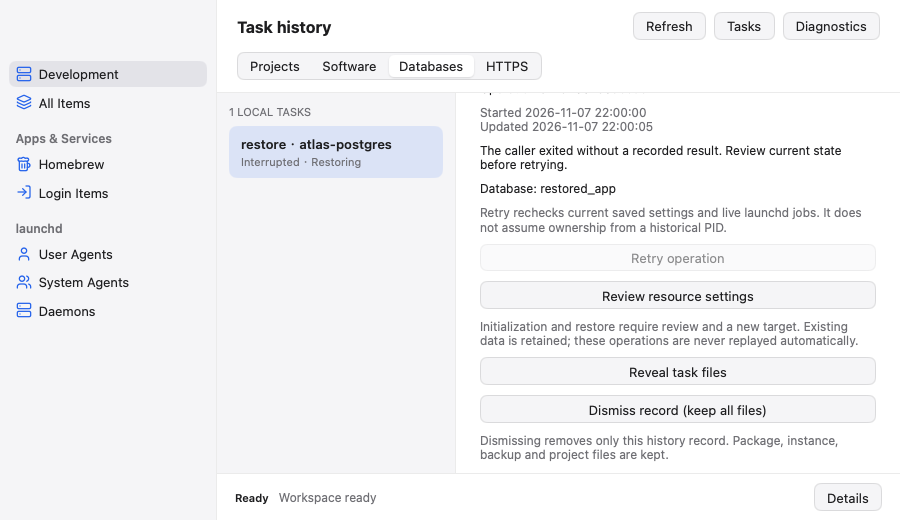 Task history
Refresh
Tasks
Diagnostics
Projects
Software
Databases
HTTPS
Development
All Items
Apps & Services
Homebrew
Login Items
launchd
User Agents
System Agents
Daemons
1 LOCAL TASKS
restore · atlas-postgres
Interrupted · Restoring
Started 2026-11-07 22:00:00
Updated 2026-11-07 22:00:05
The caller exited without a recorded result. Review current state
before retrying.
Database: restored_app
Retry rechecks current saved settings and live launchd jobs. It does
not assume ownership from a historical PID.
Retry operation
Review resource settings
Initialization and restore require review and a new target. Existing
data is retained; these operations are never replayed automatically.
Reveal task files
Dismiss record (keep all files)
Dismissing removes only this history record. Package, instance,
backup and project files are kept.
Ready
Workspace ready
Details